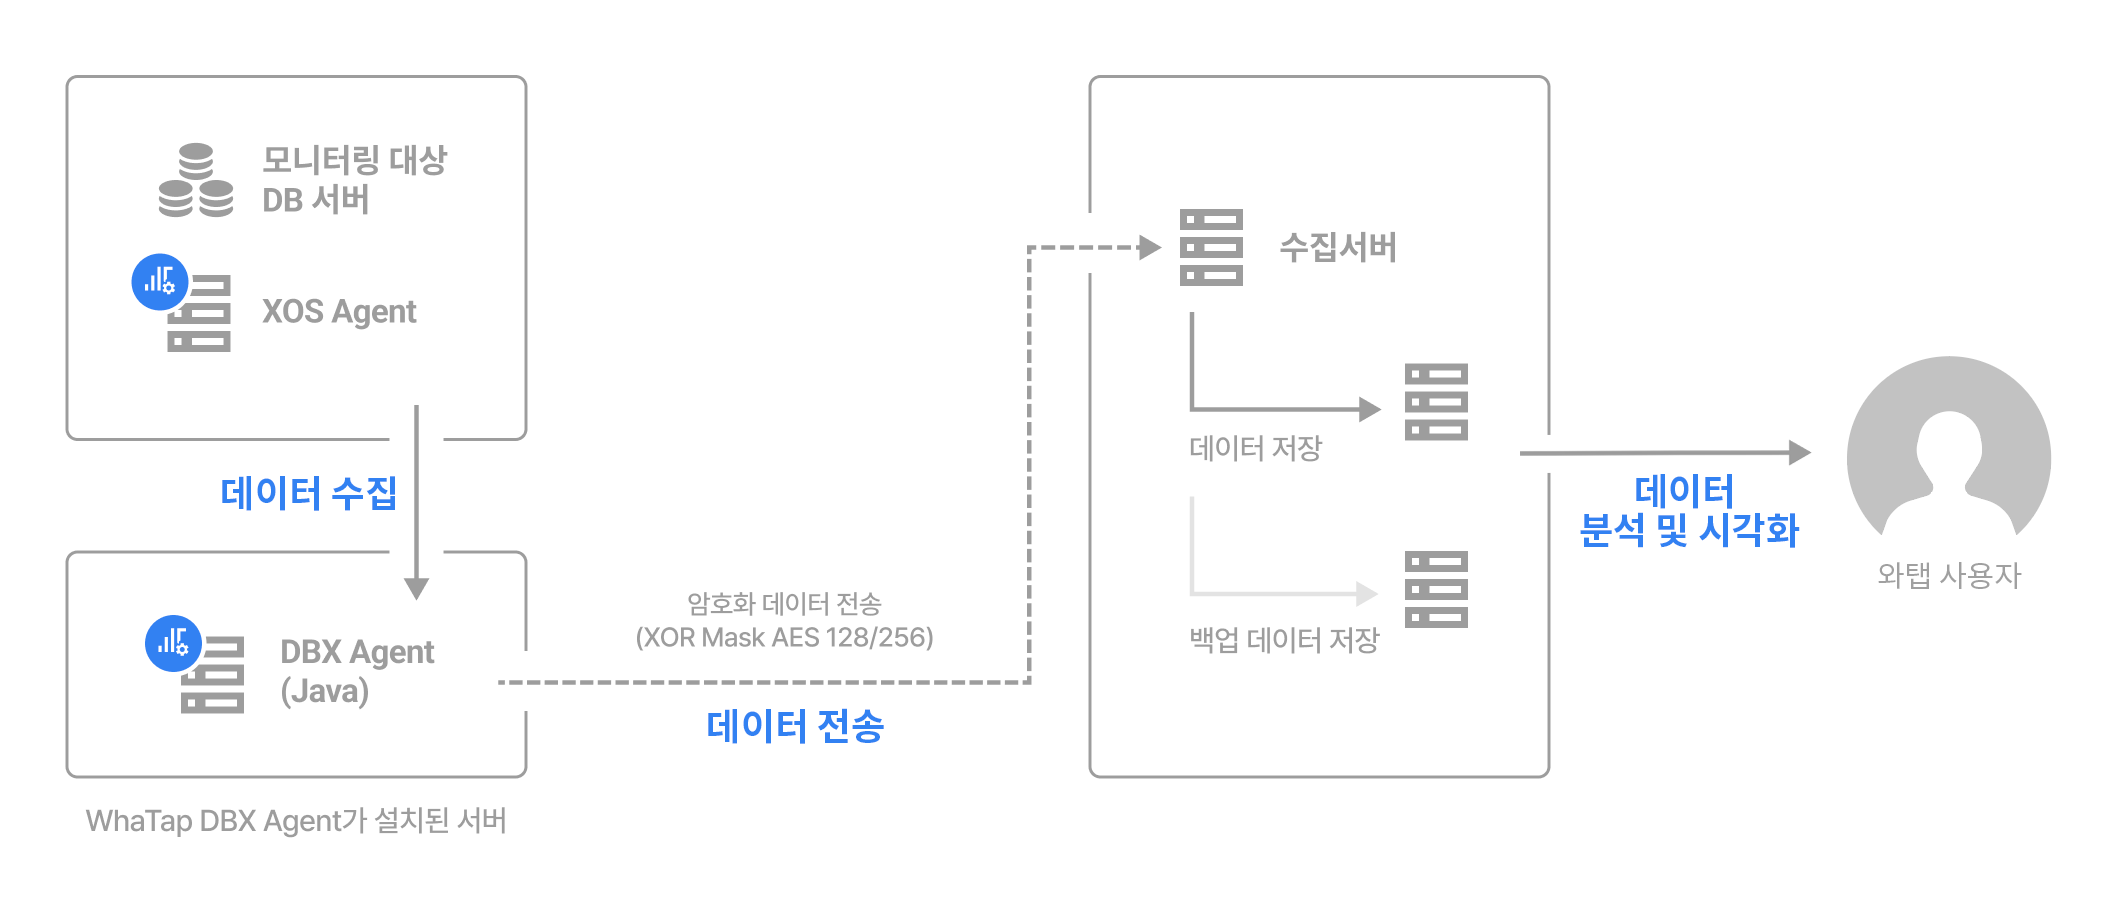 모니터링 대상
DB 서버
XOS Agent
데이터 수집
DBX Agent
(Java)
WhaTap DBX Agent가 설치된 서버
암호화 데이터 전송
(XOR Mask AES 128/256)
데이터 전송
수집서버
데이터 저장
백업 데이터 저장
데이터
분석 및 시각화
와탭 사용자